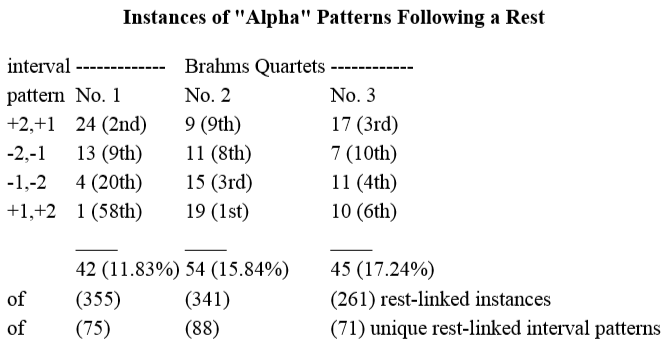 Instances of "Alpha" Patterns Following a Rest
interval ------------- Brahms Quartets ------------
pattern No. 1 No. 2 No. 3
+2,+1 24 (2nd) 9 (9th) 17 (3rd)
-2,-1 13 (9th) 11 (8th) 7 (10th)
-1,-2 4 (20th) 15 (3rd) 11 (4th)
+1,+2 1 (58th) 19 (1st) 10 (6th)
____ ____ ____
42 (11.83%) 54 (15.84%) 45 (17.24%)
of (355) (341) (261) rest-linked instances
of (75) (88) (71) unique rest-linked interval patterns